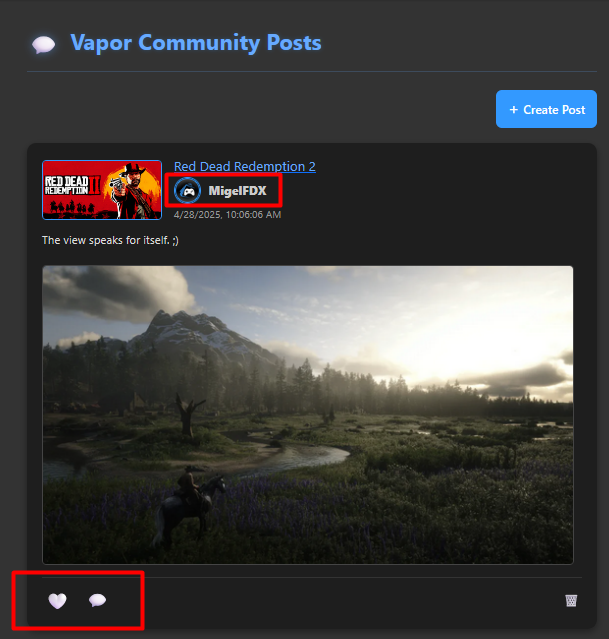 Vapor Community Posts
+ Create Post
RED DEAD
REDEMPTION II
Red Dead Redemption 2
MigelFDX
4/28/2025, 10:06:06 AM
The view speaks for itself. ;)